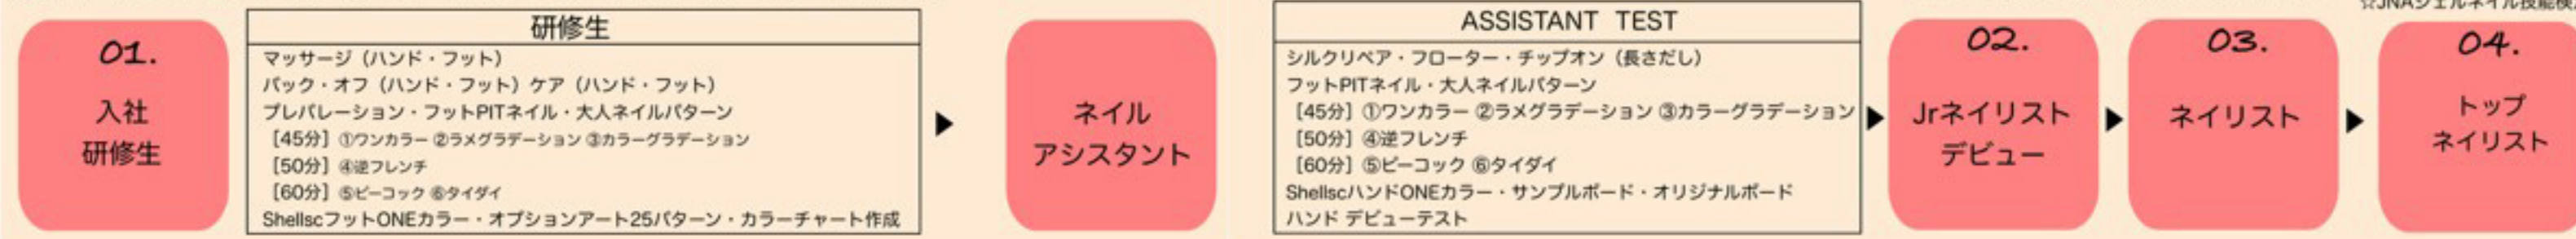 01.
入社
研修生
研修生
マッサージ（ハンド・フット）
パック・オフ（ハンド・フット）ケア（ハンド・フット）
プレパレーション・フットPITネイル・大人ネイルパターン
［45分］①ワンカラー ②ラメグラデーション ③カラーグラデーション
［50分］④逆フレンチ
［60分］⑤ピーコック ⑥タイダイ
ShellscフットONEカラー・オプションアート25パターン・カラーチャート作成
▶
ネイル
アシスタント
ASSISTANT TEST
シルクリペア・フローター・チップオン（長さだし）
フットPITネイル・大人ネイルパターン
［45分］①ワンカラー ②ラメグラデーション ③カラーグラデーション
［50分］④逆フレンチ
［60分］⑤ピーコック ⑥タイダイ
ShellscハンドONEカラー・サンプルボード・オリジナルボード
ハンド デビューテスト
▶
02.
Jrネイリスト
デビュー
▶
03.
ネイリスト
▶
☆JNAジェルネイル技能検
04.
トップ
ネイリスト